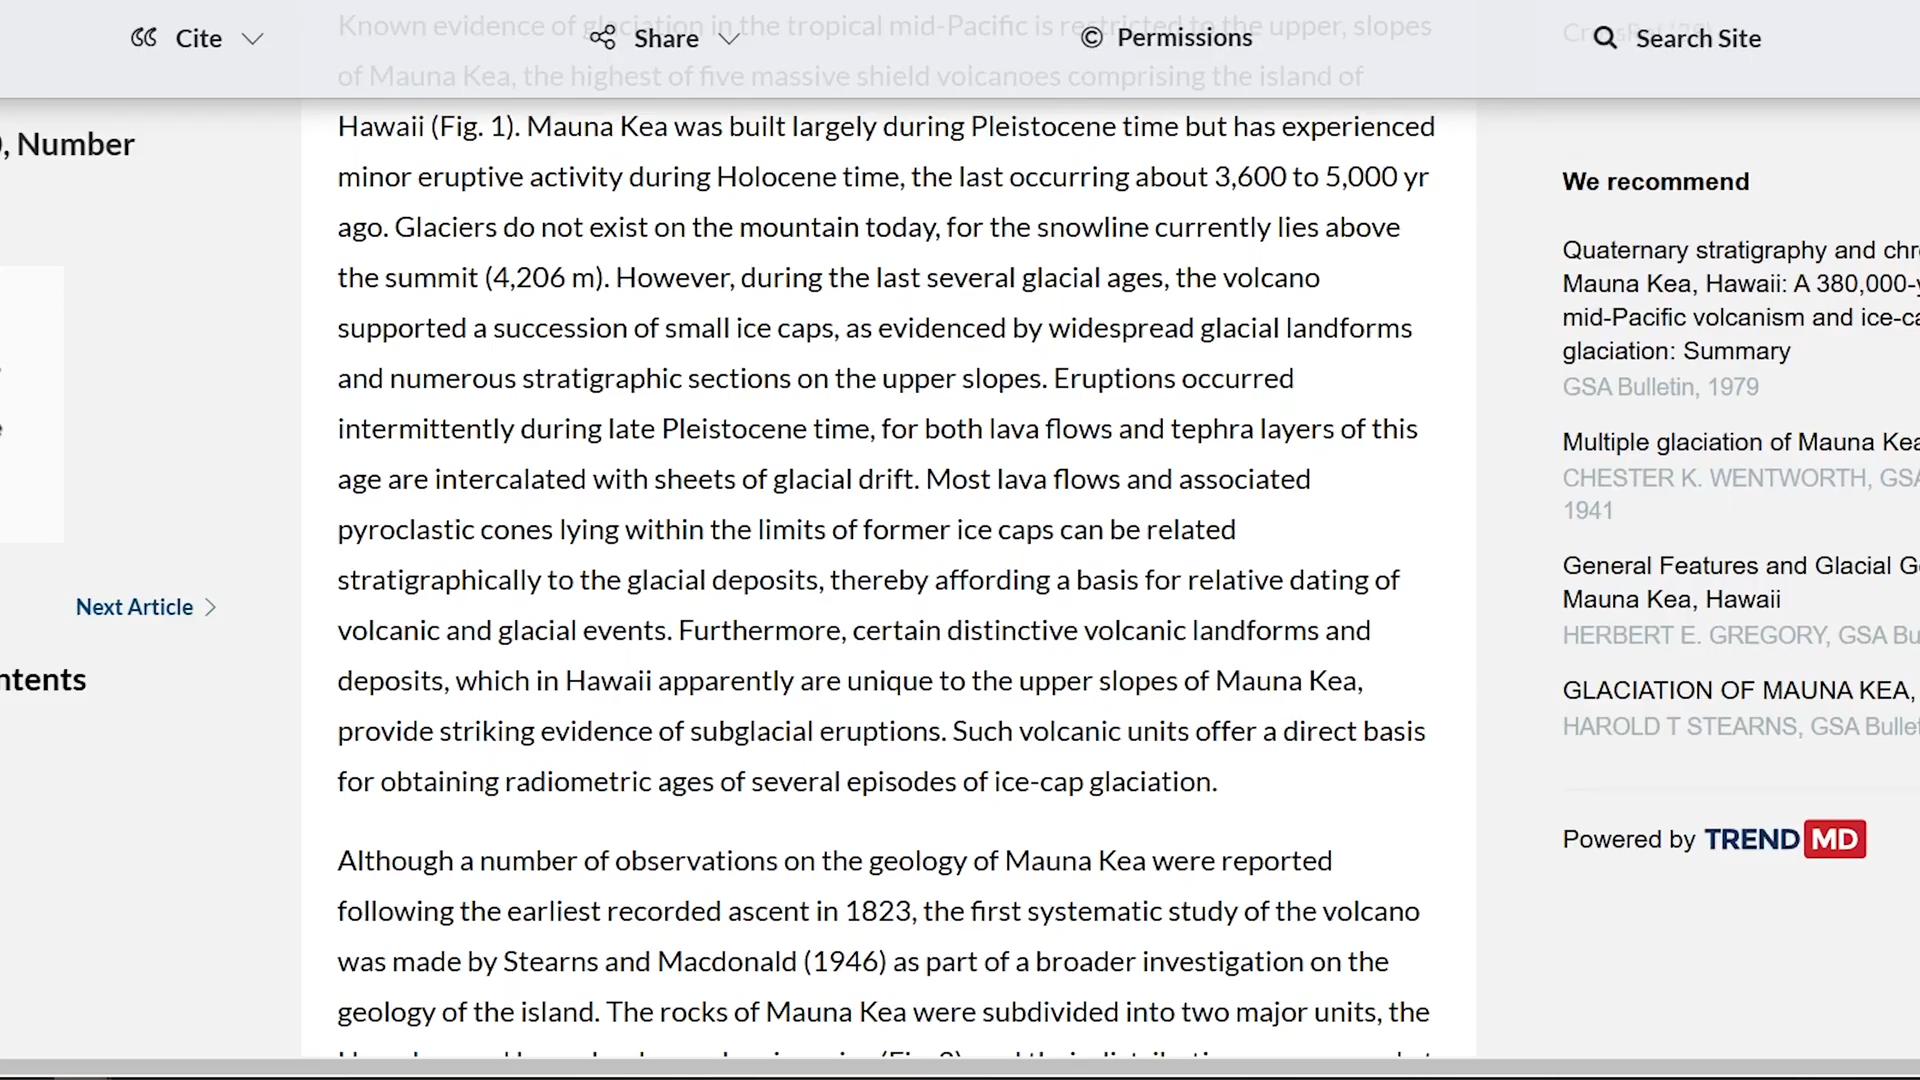 Cite
Share
© Permissions
Search Site
Known evidence of glaciation in the tropical mid-Pacific is restricted to the upper, slopes
of Mauna Kea, the highest of five massive shield volcanoes comprising the island of
Hawaii (Fig. 1). Mauna Kea was built largely during Pleistocene time but has experienced
minor eruptive activity during Holocene time, the last occurring about 3,600 to 5,000 yr
ago. Glaciers do not exist on the mountain today, for the snowline currently lies above
the summit (4,206 m). However, during the last several glacial ages, the volcano
supported a succession of small ice caps, as evidenced by widespread glacial landforms
and numerous stratigraphic sections on the upper slopes. Eruptions occurred
intermittently during late Pleistocene time, for both lava flows and tephra layers of this
age are intercalated with sheets of glacial drift. Most lava flows and associated
pyroclastic cones lying within the limits of former ice caps can be related
stratigraphically to the glacial deposits, thereby affording a basis for relative dating of
volcanic and glacial events. Furthermore, certain distinctive volcanic landforms and
deposits, which in Hawaii apparently are unique to the upper slopes of Mauna Kea,
provide striking evidence of subglacial eruptions. Such volcanic units offer a direct basis
for obtaining radiometric ages of several episodes of ice-cap glaciation.
Although a number of observations on the geology of Mauna Kea were reported
following the earliest recorded ascent in 1823, the first systematic study of the volcano
was made by Stearns and Macdonald (1946) as part of a broader investigation on the
geology of the island. The rocks of Mauna Kea were subdivided into two major units, the
, Number
Next Article
ntents
We recommend
Quaternary stratigraphy and chr
Mauna Kea, Hawaii: A 380,000-y
mid-Pacific volcanism and ice-ca
glaciation: Summary
GSA Bulletin, 1979
Multiple glaciation of Mauna Kea
CHESTER K. WENTWORTH, GSA
1941
General Features and Glacial Ge
Mauna Kea, Hawaii
HERBERT E. GREGORY, GSA Bu
GLACIATION OF MAUNA KEA,
HAROLD T STEARNS, GSA Bullet
Powered by TREND MD